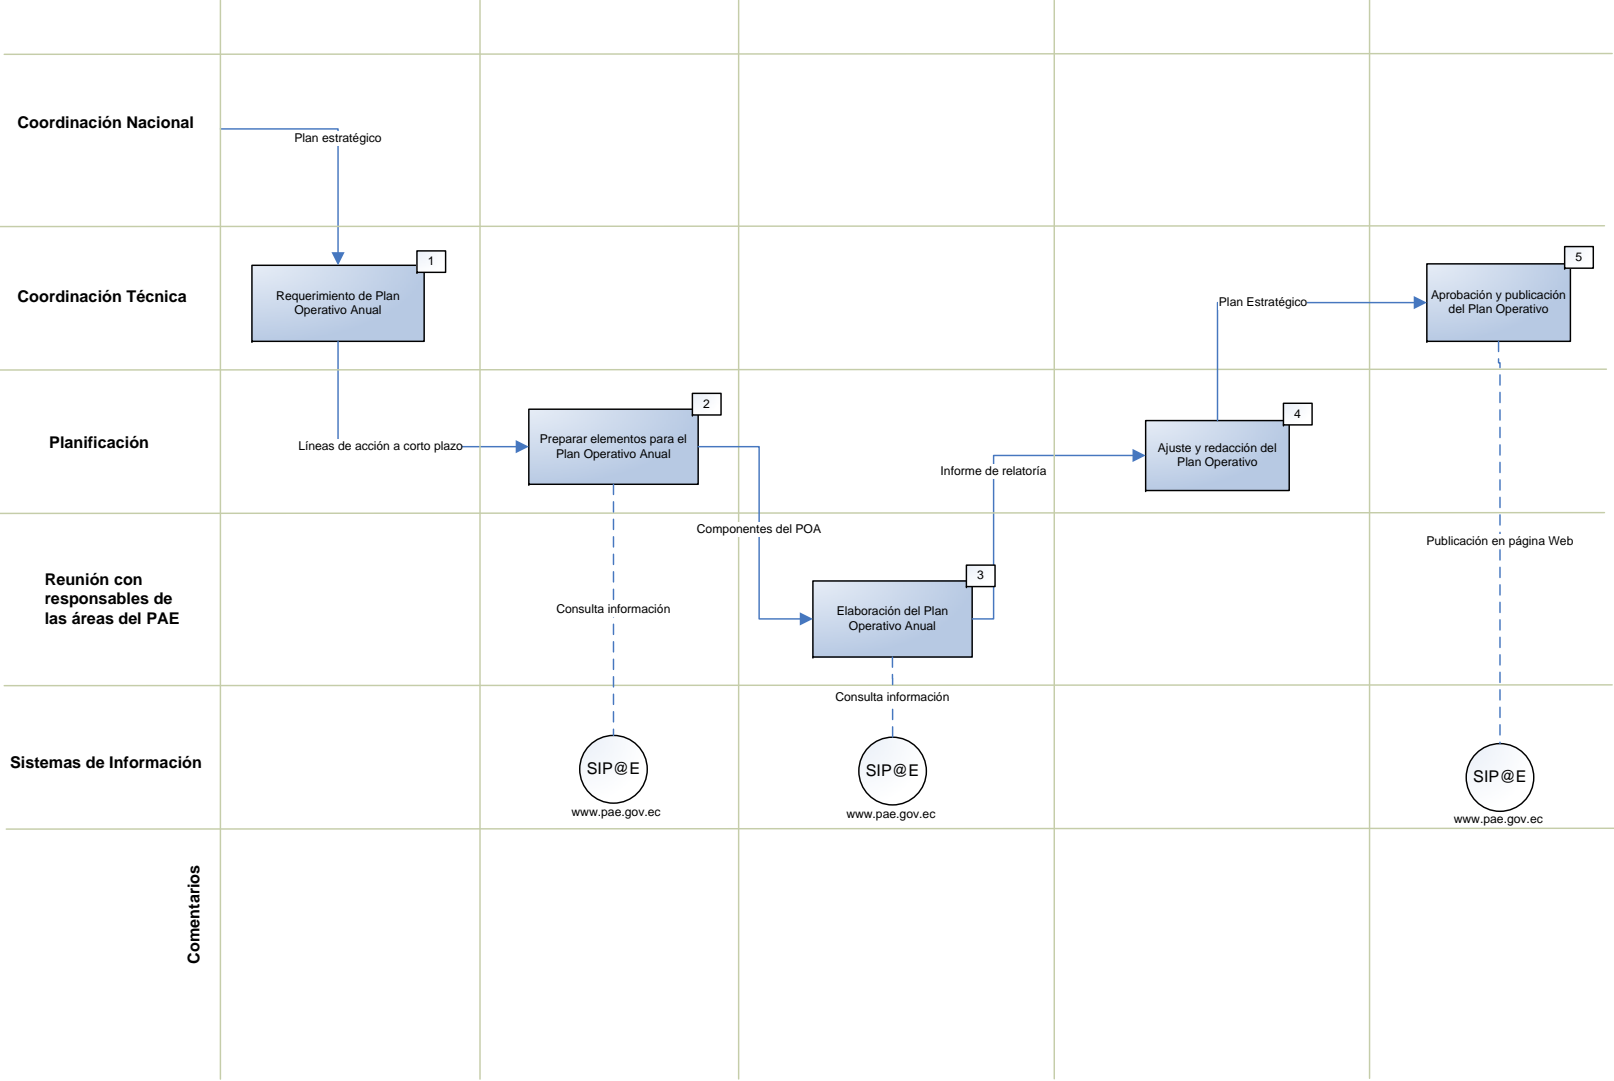 Coordinación Nacional
Plan estratégico
Coordinación Técnica
1
Requerimiento de Plan
Operativo Anual
Plan Estratégico
5
Aprobación y publicación
del Plan Operativo
Planificación
Líneas de acción a corto plazo
2
Preparar elementos para el
Plan Operativo Anual
Informe de relatoría
4
Ajuste y redacción del
Plan Operativo
Componentes del POA
Publicación en página Web
Reunión con
responsables de
las áreas del PAE
Consulta información
3
Elaboración del Plan
Operativo Anual
Consulta información
Sistemas de Información
SIP@E
www.pae.gov.ec
SIP@E
www.pae.gov.ec
SIP@E
www.pae.gov.ec
Comentarios